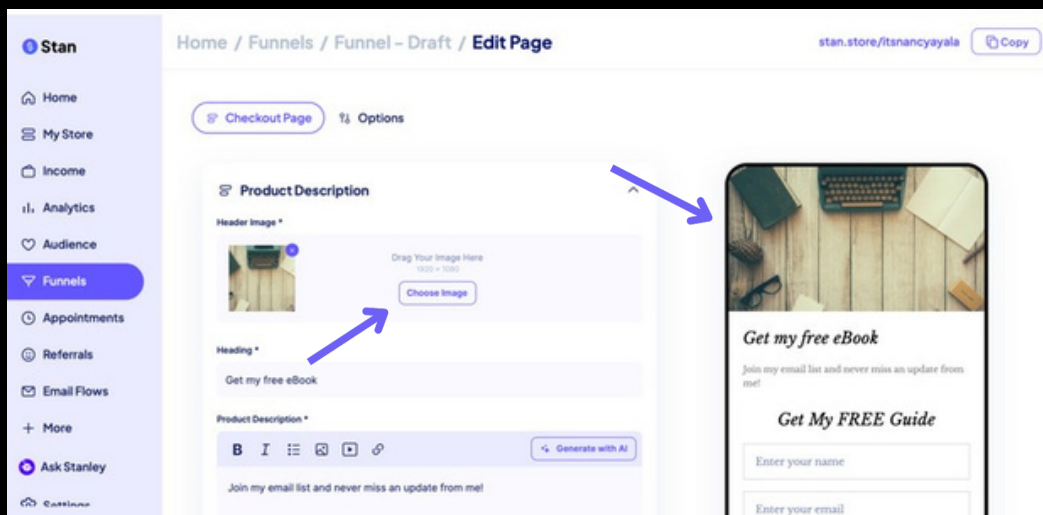 Stan
Home / Funnels / Funnel - Draft / Edit Page
stan.store/itsnancyayala
Copy
Home
My Store
Income
Analytics
Audience
Funnels
Appointments
Referrals
Email Flows
More
Ask Stanley
Settings
Checkout Page
Options
Product Description
Header Image *
Drag Your Image Here
1920 × 1080
Choose Image
Heading *
Get my free eBook
Product Description *
B I
Generate with AI
Join my email list and never miss an update from me!
Get my free eBook
Join my email list and never miss an update from
me!
Get My FREE Guide
Enter your name
Enter your email